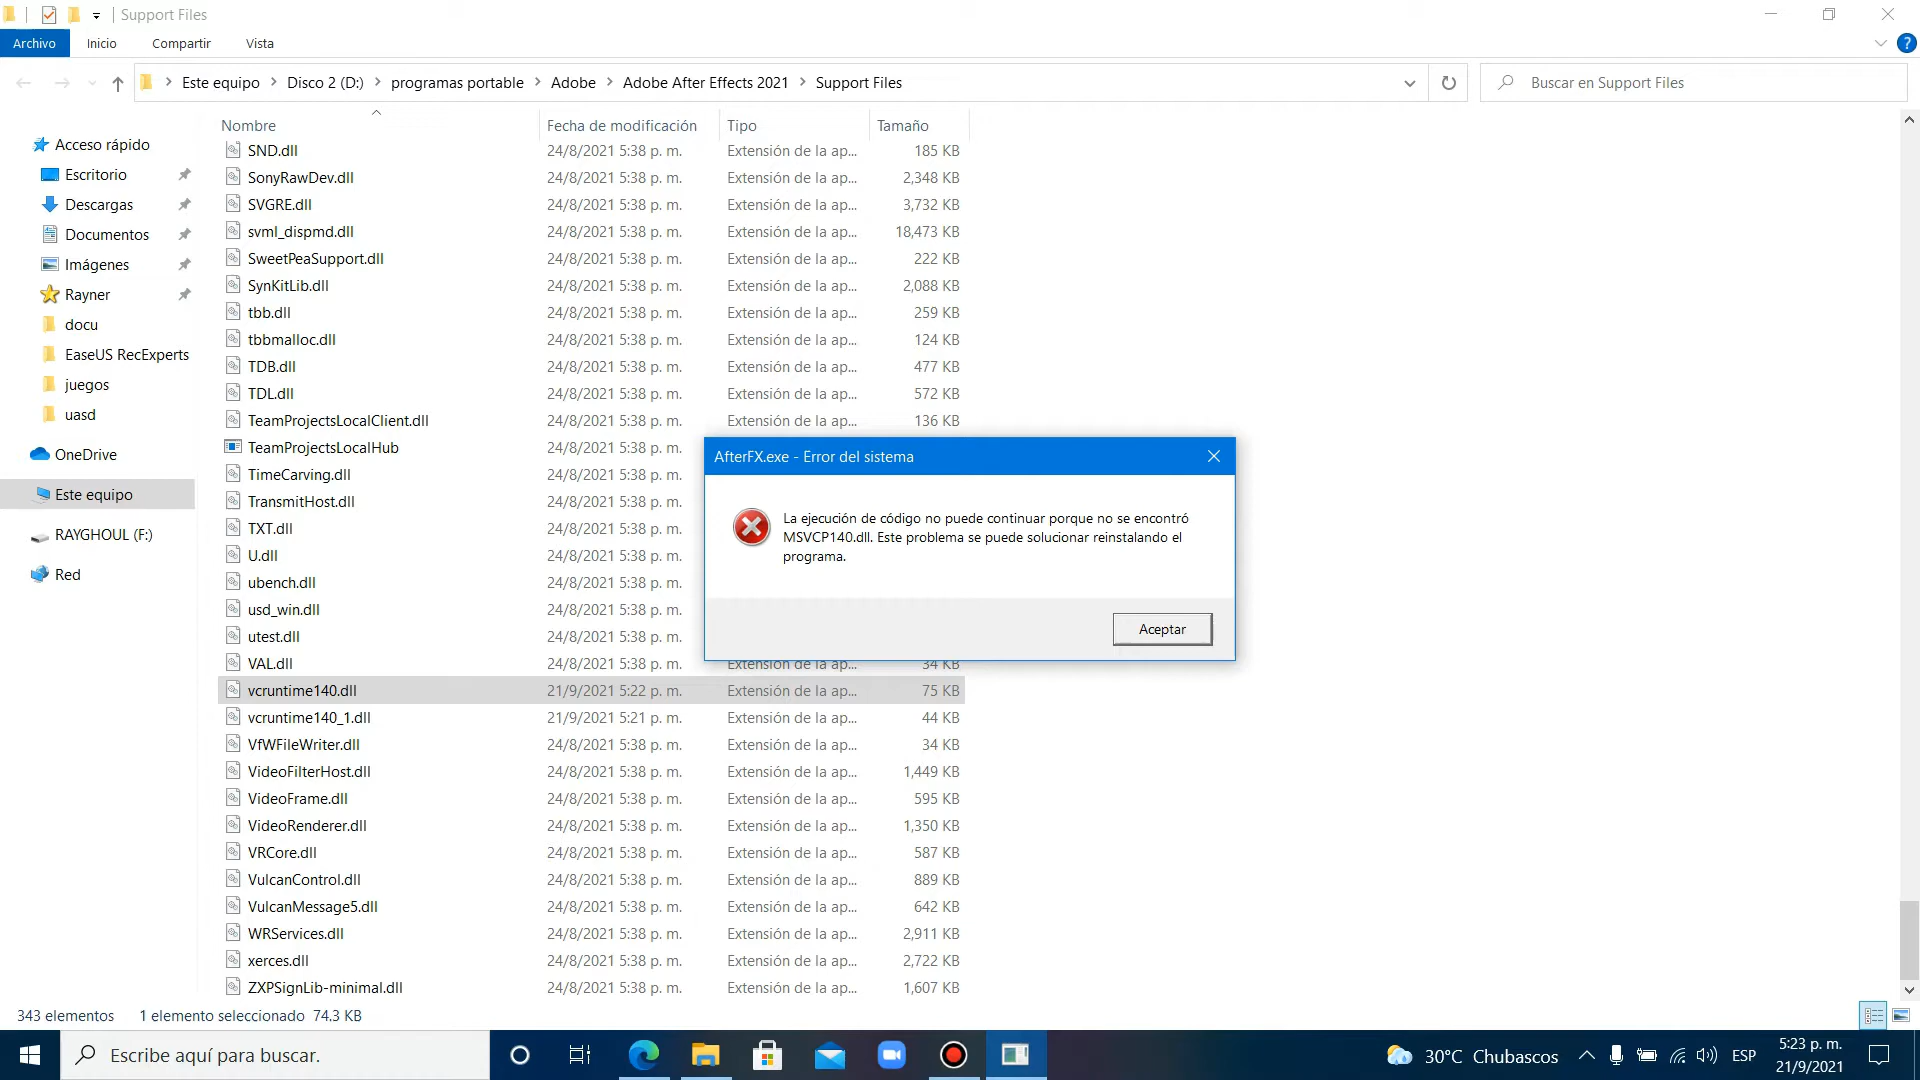 Support Files
Archivo Inicio Compartir Vista
Este equipo Disco 2 (D:) programas portable Adobe Adobe After Effects 2021 Support Files
Buscar en Support Files
Nombre Fecha de modificación Tipo Tamaño
Acceso rápido
Escritorio
Descargas
Documentos
Imágenes
Rayner
docu
EaseUS RecExperts
juegos
uasd
OneDrive
Este equipo
RAYGHOUL (F:)
Red
SND.dll 24/8/2021 5:38 p. m. Extensión de la ap... 185 KB
SonyRawDev.dll 24/8/2021 5:38 p. m. Extensión de la ap... 2,348 KB
SVGRE.dll 24/8/2021 5:38 p. m. Extensión de la ap... 3,732 KB
svml_dispmd.dll 24/8/2021 5:38 p. m. Extensión de la ap... 18,473 KB
SweetPeaSupport.dll 24/8/2021 5:38 p. m. Extensión de la ap... 222 KB
SynKitLib.dll 24/8/2021 5:38 p. m. Extensión de la ap... 2,088 KB
tbb.dll 24/8/2021 5:38 p. m. Extensión de la ap... 259 KB
tbbmalloc.dll 24/8/2021 5:38 p. m. Extensión de la ap... 124 KB
TDB.dll 24/8/2021 5:38 p. m. Extensión de la ap... 477 KB
TDL.dll 24/8/2021 5:38 p. m. Extensión de la ap... 572 KB
TeamProjectsLocalClient.dll 24/8/2021 5:38 p. m. Extensión de la ap... 136 KB
TeamProjectsLocalHub 24/8/2021 5:38 p. m.
TimeCarving.dll 24/8/2021 5:38 p. m.
TransmitHost.dll 24/8/2021 5:38 p. m.
TXT.dll 24/8/2021 5:38 p. m.
U.dll 24/8/2021 5:38 p. m.
ubench.dll 24/8/2021 5:38 p. m.
usd_win.dll 24/8/2021 5:38 p. m.
utest.dll 24/8/2021 5:38 p. m.
VAL.dll 24/8/2021 5:38 p. m. Extensión de la ap... 34 KB
vcruntime140.dll 21/9/2021 5:22 p. m. Extensión de la ap... 75 KB
vcruntime140_1.dll 21/9/2021 5:21 p. m. Extensión de la ap... 44 KB
VfWFileWriter.dll 24/8/2021 5:38 p. m. Extensión de la ap... 34 KB
VideoFilterHost.dll 24/8/2021 5:38 p. m. Extensión de la ap... 1,449 KB
VideoFrame.dll 24/8/2021 5:38 p. m. Extensión de la ap... 595 KB
VideoRenderer.dll 24/8/2021 5:38 p. m. Extensión de la ap... 1,350 KB
VRCore.dll 24/8/2021 5:38 p. m. Extensión de la ap... 587 KB
VulcanControl.dll 24/8/2021 5:38 p. m. Extensión de la ap... 889 KB
VulcanMessage5.dll 24/8/2021 5:38 p. m. Extensión de la ap... 642 KB
WRServices.dll 24/8/2021 5:38 p. m. Extensión de la ap... 2,911 KB
xerces.dll 24/8/2021 5:38 p. m. Extensión de la ap... 2,722 KB
ZXPSignLib-minimal.dll 24/8/2021 5:38 p. m. Extensión de la ap... 1,607 KB
AfterFX.exe - Error del sistema
La ejecución de código no puede continuar porque no se encontró
MSVCP140.dll. Este problema se puede solucionar reinstalando el
programa.
Aceptar
343 elementos 1 elemento seleccionado 74.3 KB
Escribe aquí para buscar.
30°C Chubascos
ESP
5:23 p. m.
21/9/2021